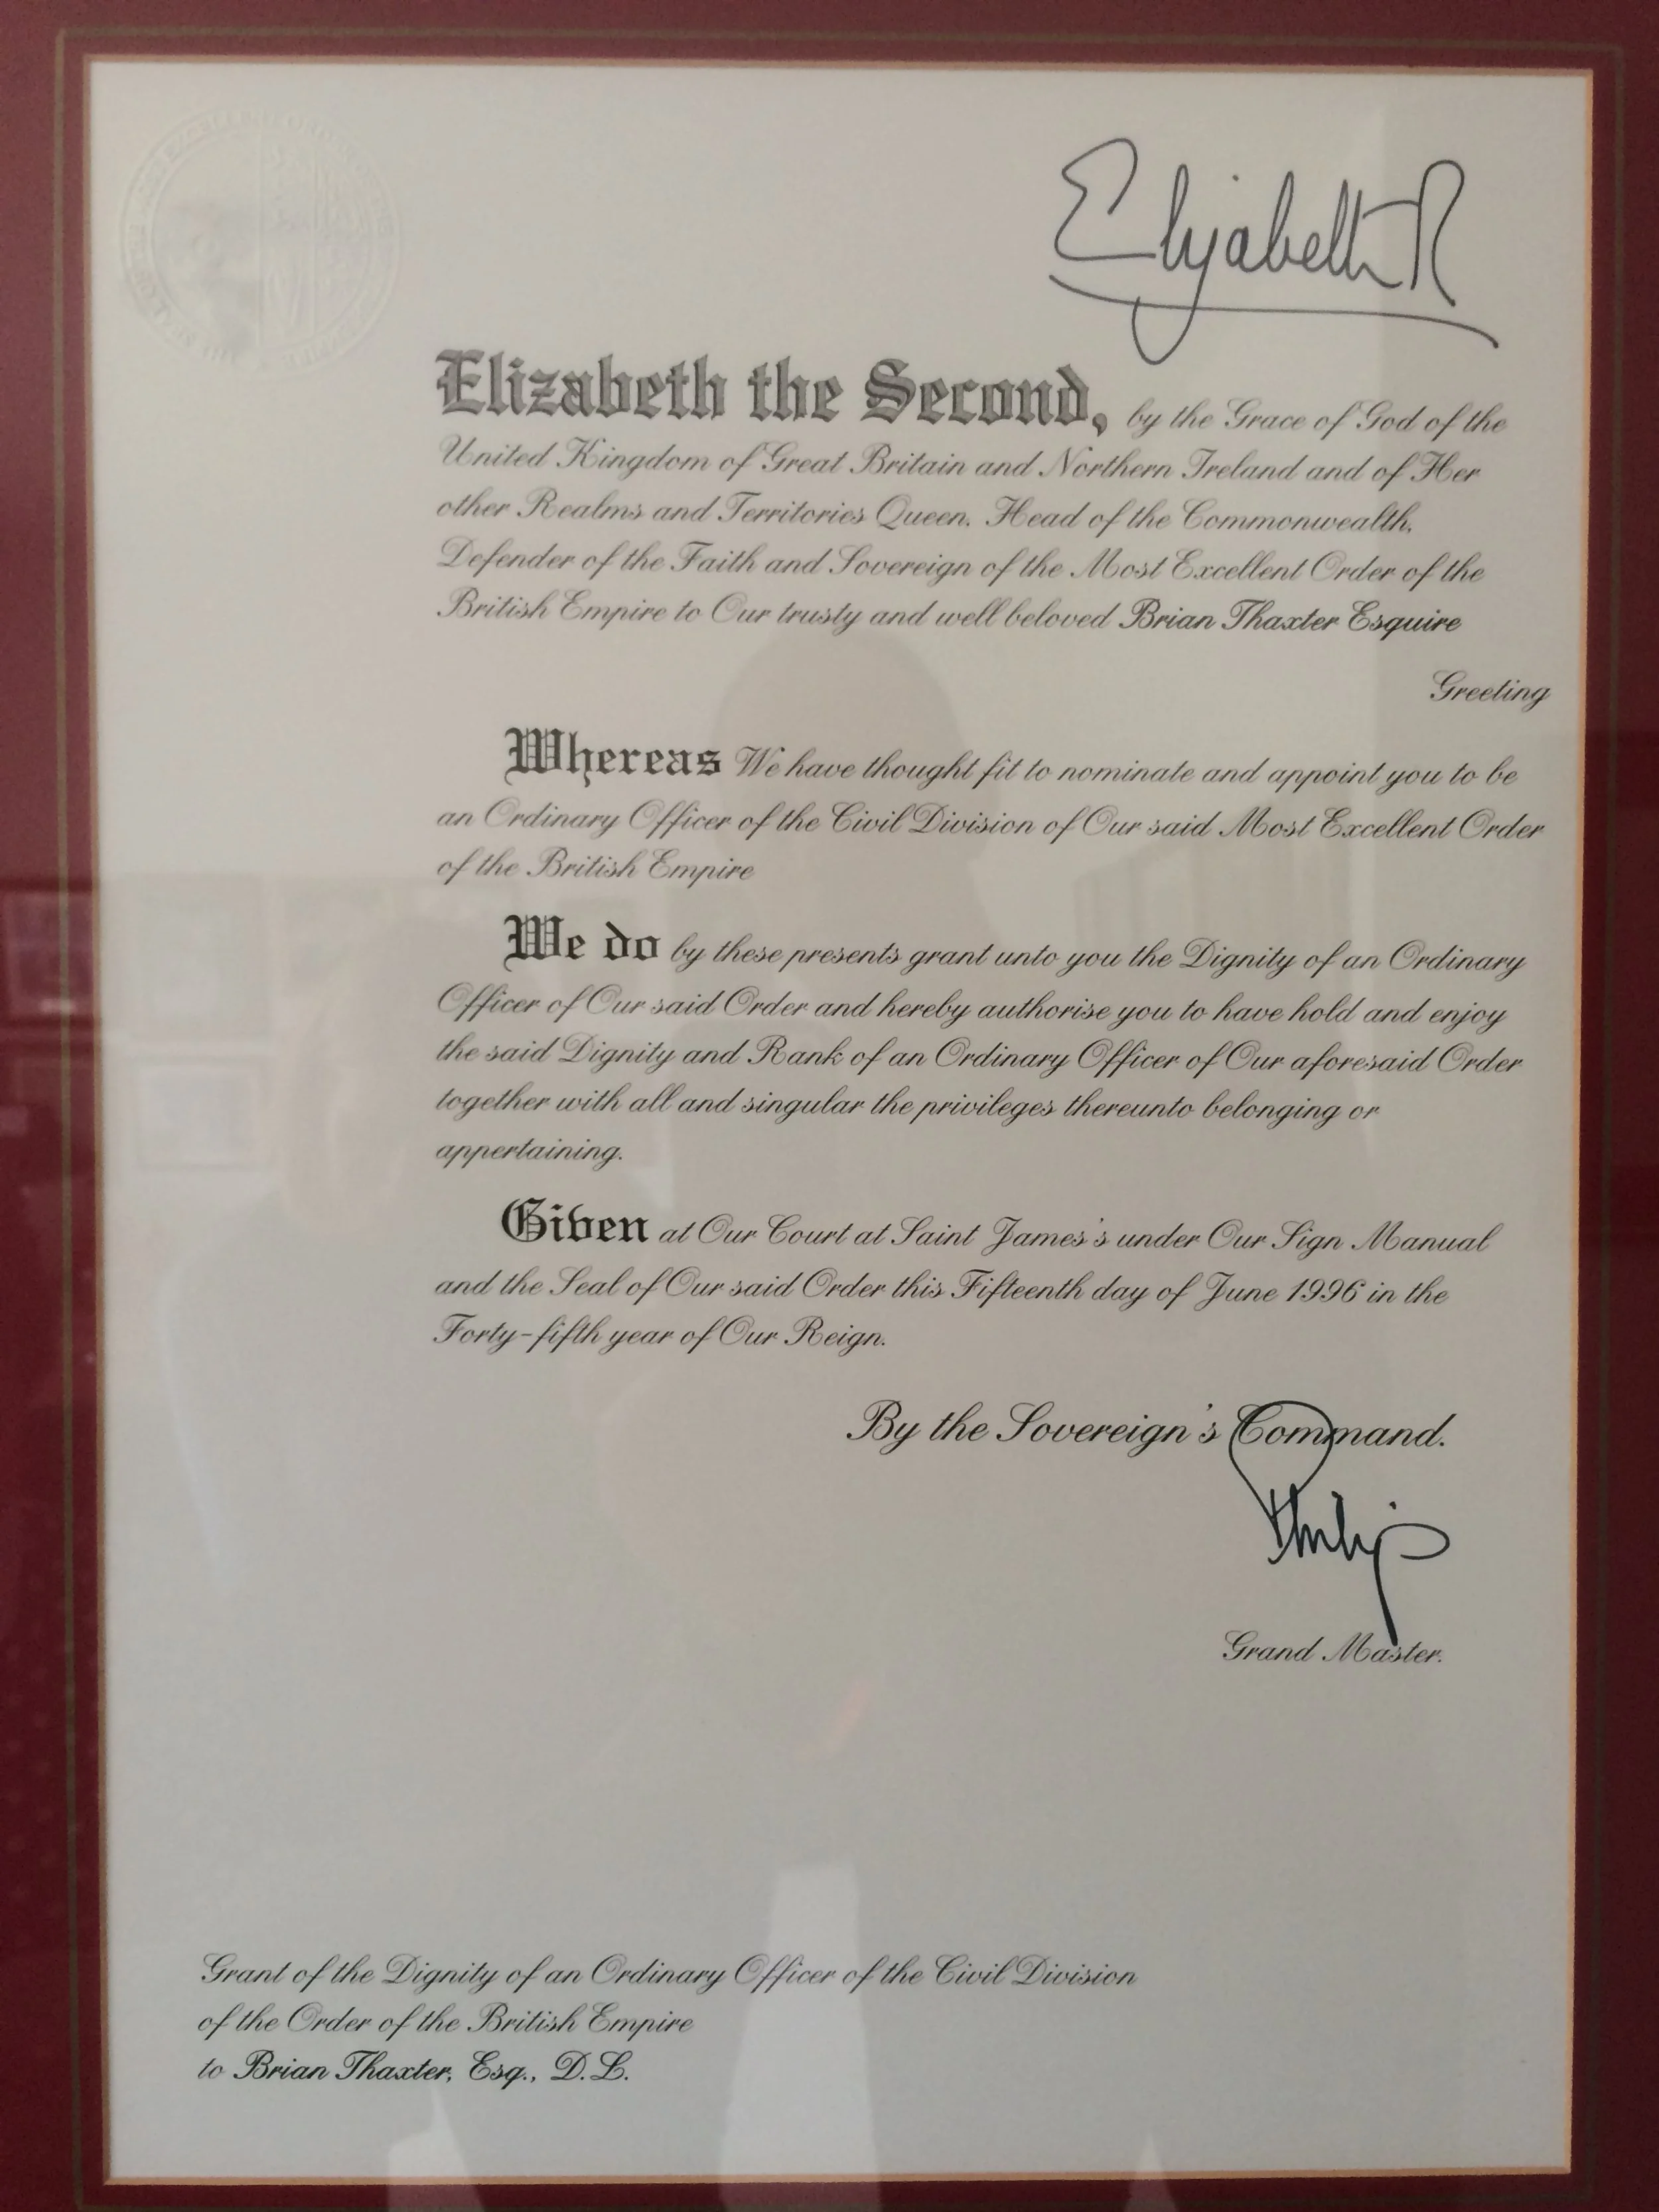 Elizabeth R
Elizabeth the Second, by the Grace of God of the
United Kingdom of Great Britain and Northern Ireland and of Her
other Realms and Territories Queen, Head of the Commonwealth,
Defender of the Faith and Sovereign of the Most Excellent Order of the
British Empire to Our trusty and well beloved Brian Thaxter Esquire
Greeting
Whereas We have thought fit to nominate and appoint you to be
an Ordinary Officer of the Civil Division of Our said Most Excellent Order
of the British Empire
We do by these presents grant unto you the Dignity of an Ordinary
Officer of Our said Order and hereby authorise you to have hold and enjoy
the said Dignity and Rank of an Ordinary Officer of Our aforesaid Order
together with all and singular the privileges thereunto belonging or
appertaining.
Given at Our Court at Saint James's under Our Sign Manual
and the Seal of Our said Order this Fifteenth day of June 1996 in the
Forty-fifth year of Our Reign.
By the Sovereign's Command.
Philip
Grand Master.
Grant of the Dignity of an Ordinary Officer of the Civil Division
of the Order of the British Empire
to Brian Thaxter, Esq., D.L.